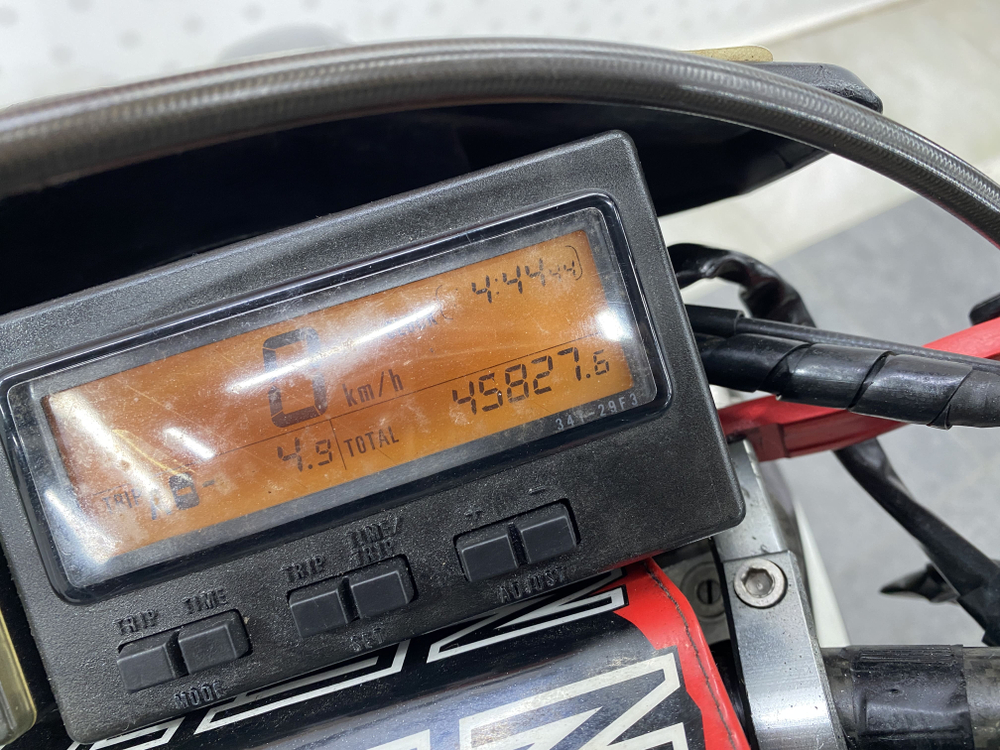 4:44 44
0 km/h
4.9 TOTAL 45827.6
341-29F3
+ −
TRIP TIME/TRIP
TRIP TIME
ADJUST
SET
MODE